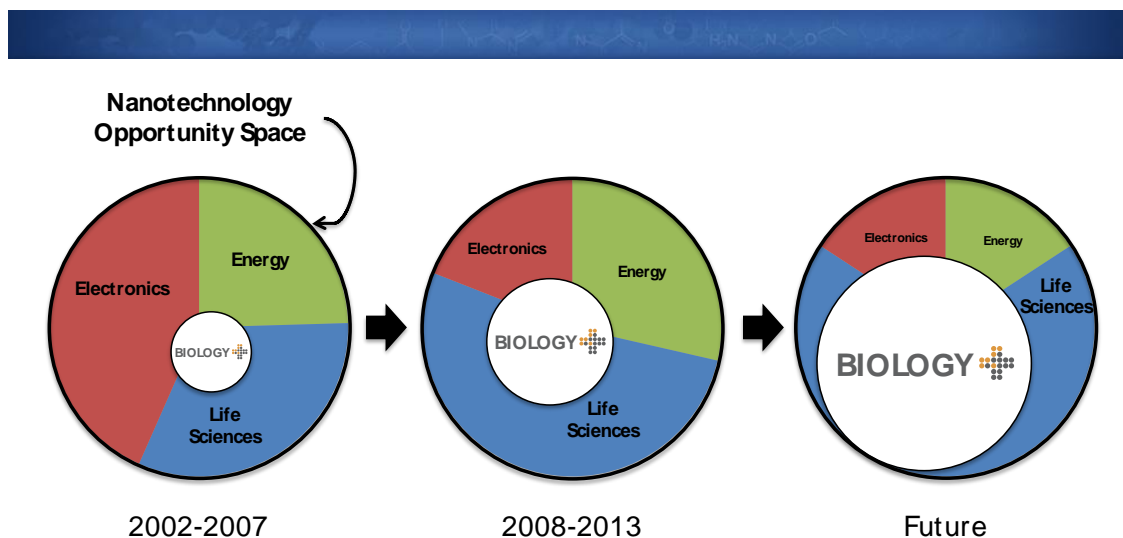 Nanotechnology
Opportunity Space
Electronics
Energy
BIOLOGY
Life
Sciences
2002-2007
Electronics
Energy
BIOLOGY
Life
Sciences
2008-2013
Electronics
Energy
Life
Sciences
BIOLOGY
Future